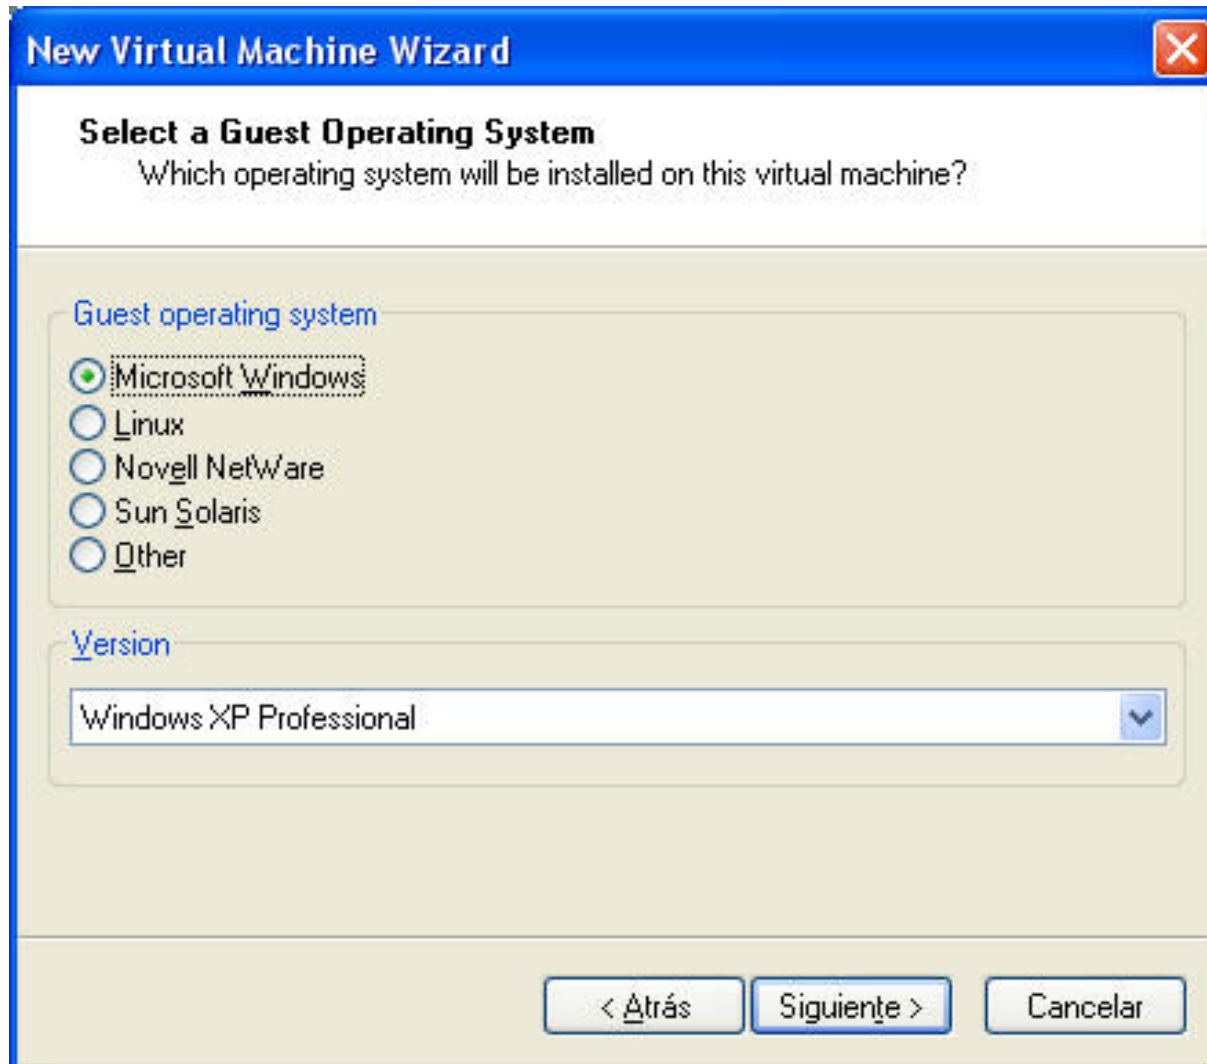 New Virtual Machine Wizard
Select a Guest Operating System
Which operating system will be installed on this virtual machine?
Guest operating system
Microsoft Windows
Linux
Novell NetWare
Sun Solaris
Other
Version
Windows XP Professional
< Atrás Siguiente > Cancelar